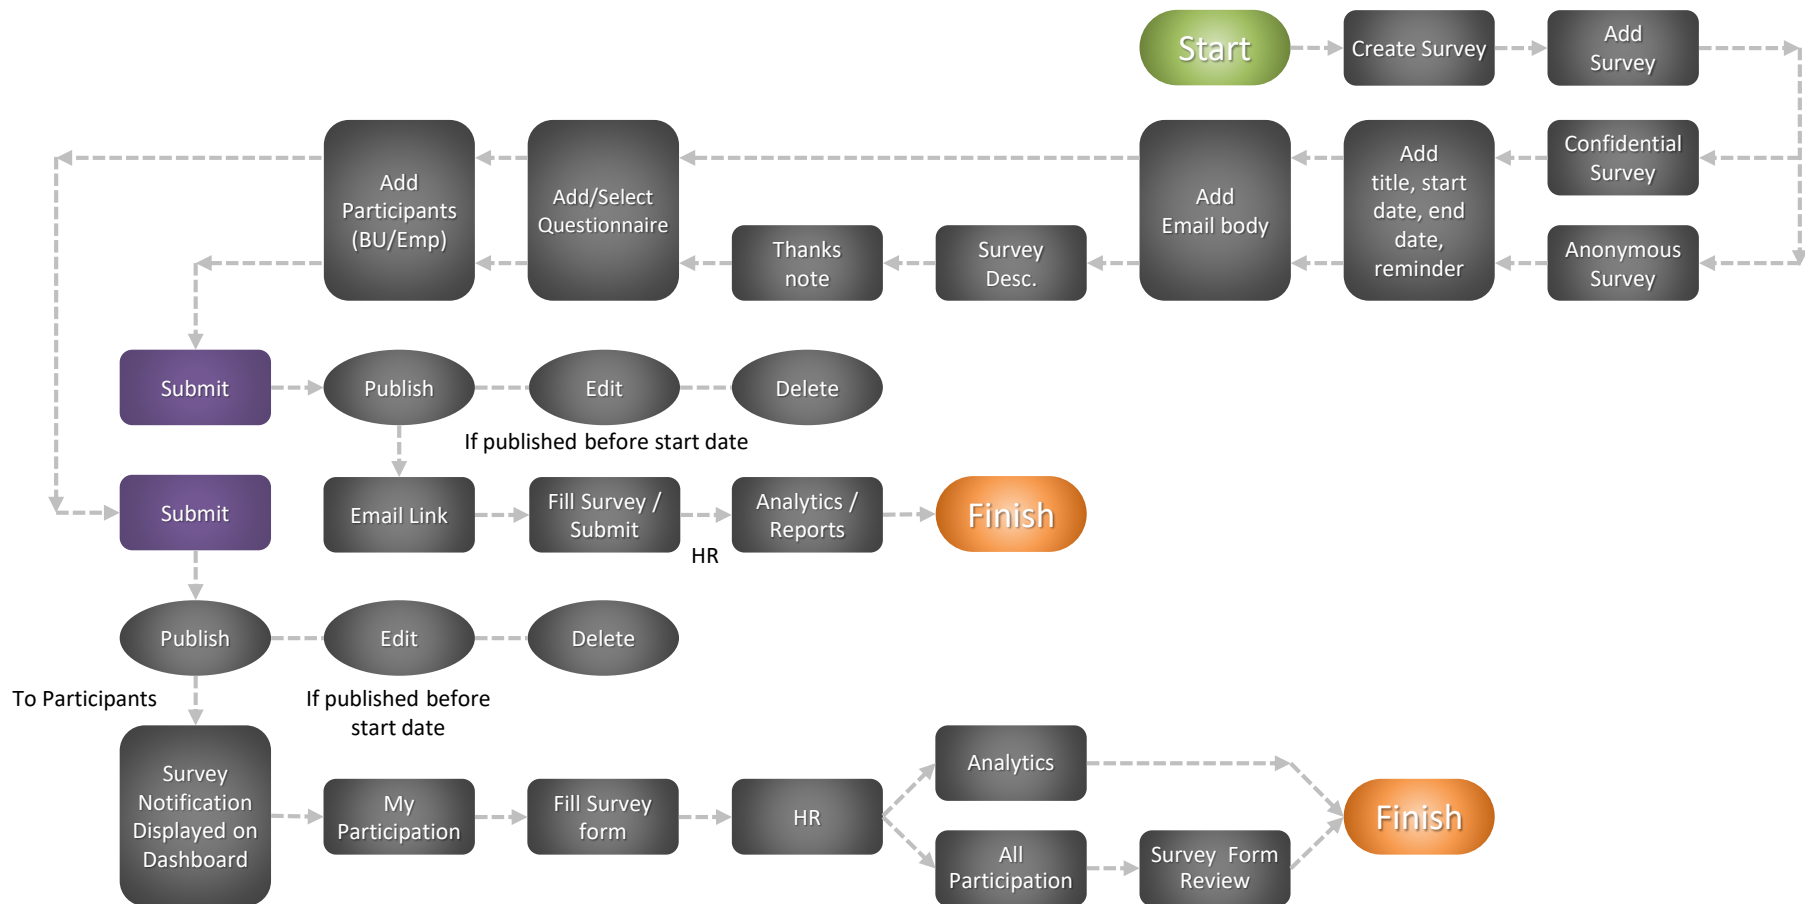 Start
Create Survey
Add
Survey
Confidential
Survey
Add
title, start
date, end
date,
reminder
Add
Email body
Add/Select
Questionnaire
Add
Participants
(BU/Emp)
Anonymous
Survey
Survey
Desc.
Thanks
note
Submit
Publish
Edit
Delete
If published before start date
Submit
Email Link
Fill Survey /
Submit
HR
Analytics /
Reports
Finish
Publish
Edit
Delete
To Participants
If published before
start date
Survey
Notification
Displayed on
Dashboard
My
Participation
Fill Survey
form
HR
Analytics
All
Participation
Survey Form
Review
Finish